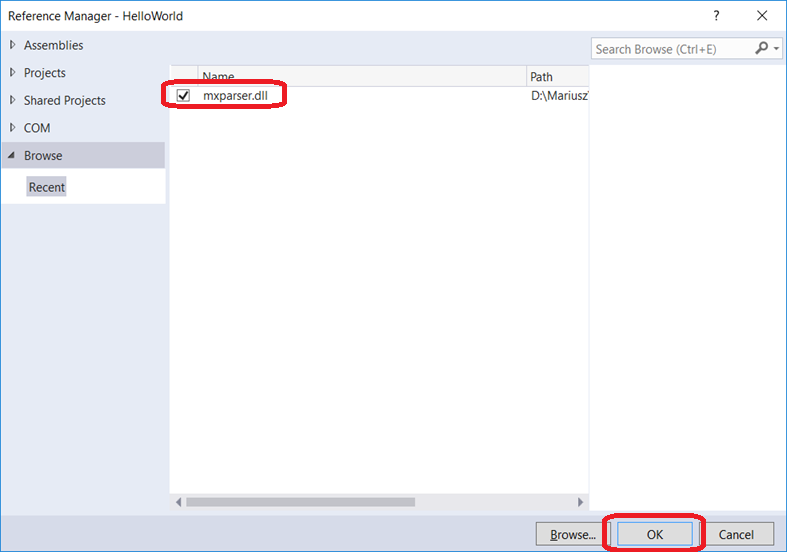 Reference Manager - HelloWorld ?
Assemblies
Projects
Shared Projects
COM
Browse
Recent
Search Browse (Ctrl+E)
Name Path
mxparser.dll D:\Mariusz\
Browse... OK Cancel